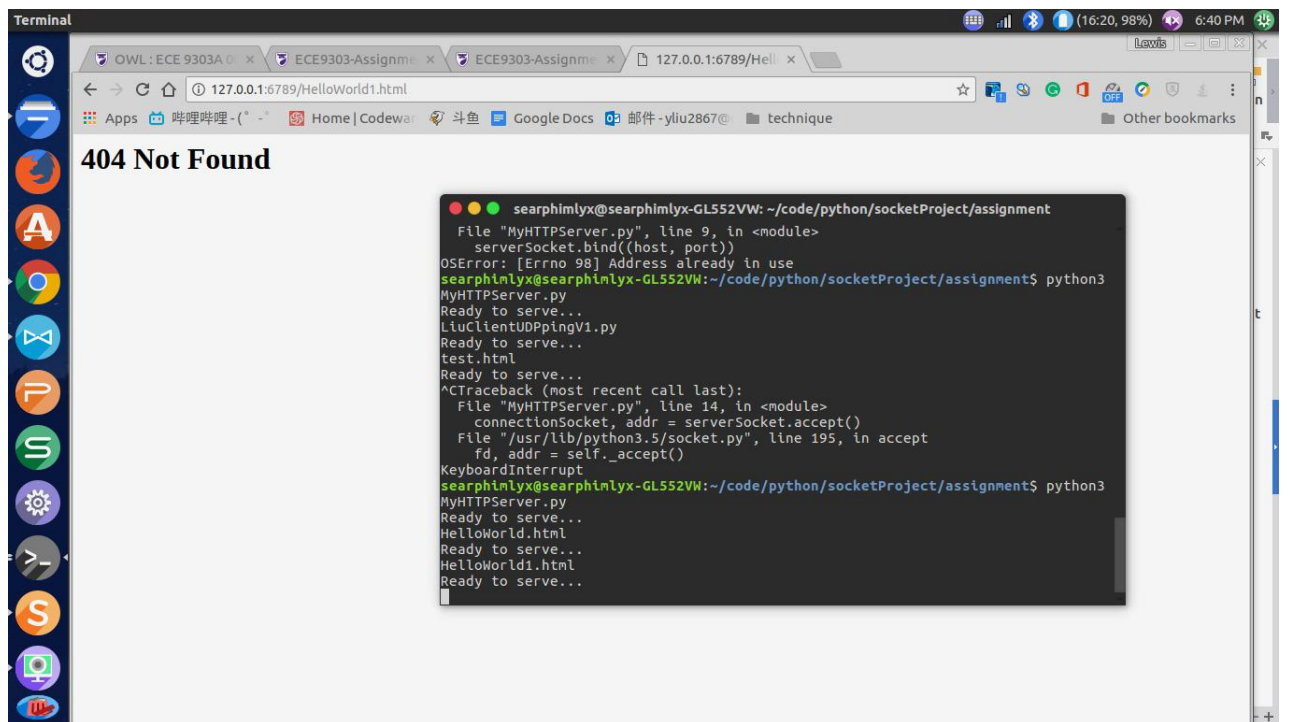 Terminal
(16:20, 98%) 6:40 PM
Lewis
OWL : ECE 9303A 0
ECE9303-Assignme
ECE9303-Assignme
127.0.0.1:6789/Hell
127.0.0.1:6789/HelloWorld1.html
OFF
Apps 哔哩哔哩 - (゜-゜ Home | Codewar 斗鱼 Google Docs 邮件 - yliu2867@ technique Other bookmarks
404 Not Found
searphimlyx@searphimlyx-GL552VW: ~/code/python/socketProject/assignment
File "MyHTTPServer.py", line 9, in <module>
serverSocket.bind((host, port))
OSError: [Errno 98] Address already in use
searphimlyx@searphimlyx-GL552VW:~/code/python/socketProject/assignment$ python3
MyHTTPServer.py
Ready to serve...
LiuClientUDPpingV1.py
Ready to serve...
test.html
Ready to serve...
^CTraceback (most recent call last):
File "MyHTTPServer.py", line 14, in <module>
connectionSocket, addr = serverSocket.accept()
File "/usr/lib/python3.5/socket.py", line 195, in accept
fd, addr = self._accept()
KeyboardInterrupt
searphimlyx@searphimlyx-GL552VW:~/code/python/socketProject/assignment$ python3
MyHTTPServer.py
Ready to serve...
HelloWorld.html
Ready to serve...
HelloWorld1.html
Ready to serve...